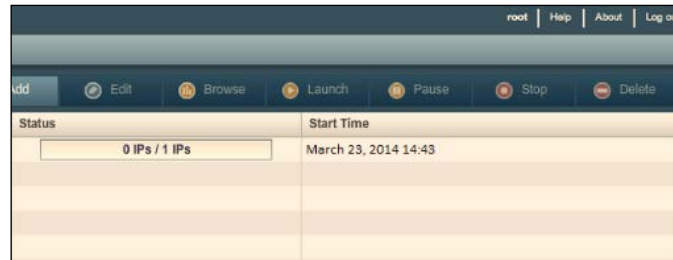 root Help About Log o
Add Edit Browse Launch Pause Stop Delete
Status Start Time
0 IPs / 1 IPs March 23, 2014 14:43